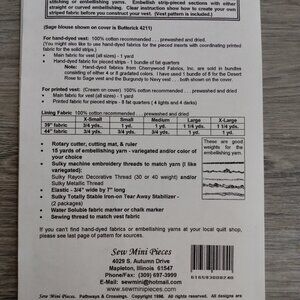 stitching or embellishing yarns. Embellish strip-pieced sections with either
straight or curved embellishing. Clear instruction show how to create your own
striped fabric before you construct your vest. (Vest pattern is included.)
(Sage blouse shown on cover is Butterick 4211)
For hand-dyed vest: 100% cotton recommended . . . prewashed and dried
(You might also like to use hand-dyed fabrics for the pieced inserts with coordinating printed
fabric for the solid strips.)
Main fabric for vest (all sizes) - 1 yard
Hand-dyed fabric for pieced strips - 1 bundle of fat quarters
Note: Hand-dyed fabrics from Cherrywood Fabrics, Inc. are sold in bundles
consisting of either 4 or 8 gradated colors. I have used 1 bundle of 8 for the Desert
Rose to Sage vest and the Burgundy to Navy vest . . . both shown on the cover.
For printed vest: (Cream on cover) 100% cotton recommended . . . prewashed and dried
Main fabric for vest (all sizes) - 1 yard
Printed fabric for pieced strips - 8 fat quarters ( 4 lights and 4 darks)
Lining Fabric 100% cotton recommended . . . prewashed and dried
X-Small Small Medium Large X-Large
39" fabric 3/4 yds. 1 yd. 1 yd. 1 1/4 yds. 1 1/4 yds.
44" fabric 3/4 yds. 3/4 yds. 1 yd. 1 yd. 1 yd.
Rotary cutter, cutting mat, & ruler
15 yards of embellishing yarn - variegated and/or color of
your choice
Sulky machine embroidery threads to match yarn (I like
variegated):
Sulky Rayon: Decorative Thread (30 or 40 weight) and/or
Sulky Metallic Thread
Elastic - 3/4" wide by 7" long
Sulky Totally Stable Iron-on Tear Away Stabilizer -
(2 packages)
Water Soluble fabric marker or chalk marker
Sewing thread to match vest fabric
These are good
weights for the
embellishing yarn.
If you can't find hand-dyed fabrics or embellishing yarns at your local quilt shop,
please see last page of pattern for sources.
Sew Mini Pieces
4029 S. Autumn Drive
Mapleton, Illinois 61547
Phone/Fax: (309) 697-3999
E-Mail: sewmini@hotmail.com
www.sewminipieces.com
Sew Mini Pieces. Pathways & Crossings. Copyright 1998. All rights reserved. All designs are